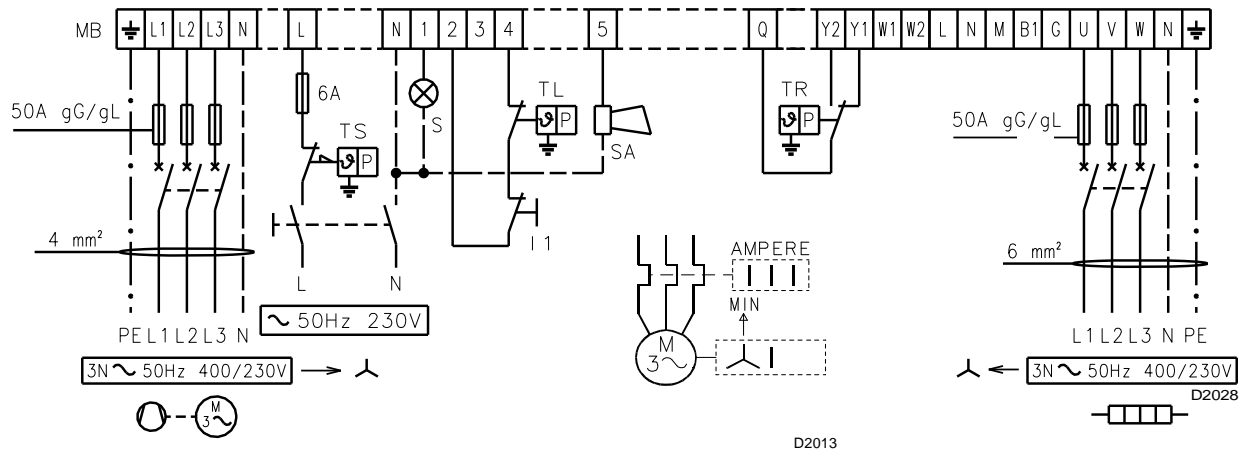 MB L1 L2 L3 N L N 1 2 3 4 5 Q Y2 Y1 W1 W2 L N M B1 G U V W N
6A
TL
TR
50A gG/gL
50A gG/gL
ϑ P
ϑ P
S
TS
SA
ϑ P
4 mm²
I1
AMPERE
6 mm²
L N
MIN
∼ 50Hz 230V
PE L1 L2 L3 N
M
3∼
L1 L2 L3 N PE
3N ∼ 50Hz 400/230V
3N ∼ 50Hz 400/230V
D2028
M
3∼
D2013